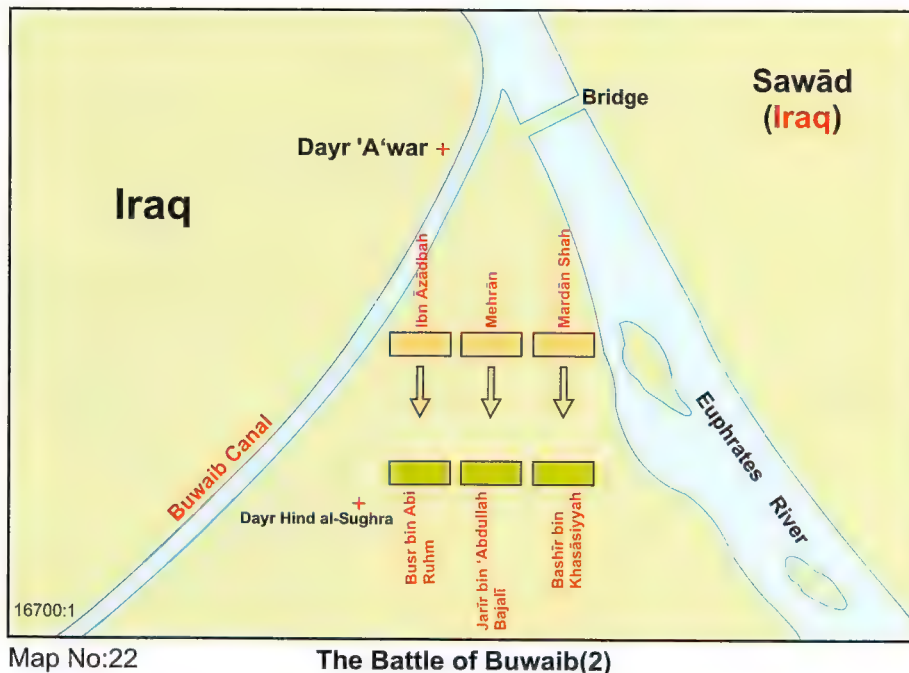 Sawād
(Iraq)
Bridge
Dayr 'A‘war
Iraq
Ibn Āzādbah
Mehrān
Mardān Shah
Euphrates
River
Buwaib Canal
Dayr Hind al-Sughra
Busr bin Abi
Ruhm
Jarīr bin ‘Abdullah
Bajalī
Bashīr bin
Khasāsiyyah
16700:1
Map No:22
The Battle of Buwaib(2)